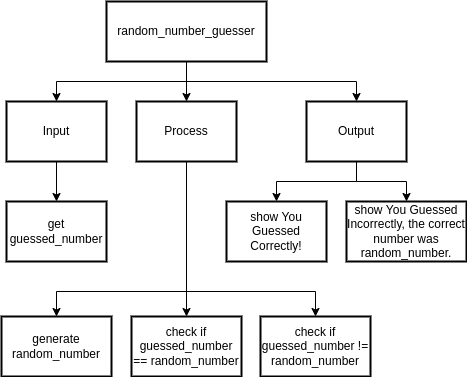 random_number_guesser
Input
Process
Output
get
guessed_number
show You
Guessed
Correctly!
show You Guessed
Incorrectly, the correct
number was
random_number.
generate
random_number
check if
guessed_number
== random_number
check if
guessed_number !=
random_number